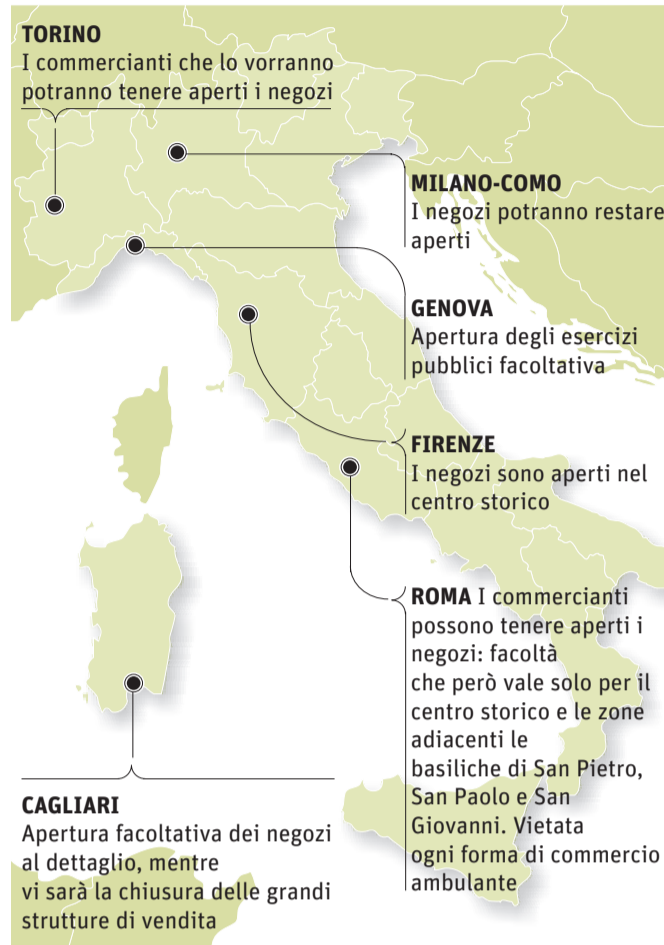 TORINO
I commercianti che lo vorranno
potranno tenere aperti i negozi
MILANO-COMO
I negozi potranno restare
aperti
GENOVA
Apertura degli esercizi
pubblici facoltativa
FIRENZE
I negozi sono aperti nel
centro storico
ROMA I commercianti
possono tenere aperti i
negozi: facoltà
che però vale solo per il
centro storico e le zone
adiacenti le
basiliche di San Pietro,
San Paolo e San
Giovanni. Vietata
ogni forma di commercio
ambulante
CAGLIARI
Apertura facoltativa dei negozi
al dettaglio, mentre
vi sarà la chiusura delle grandi
strutture di vendita